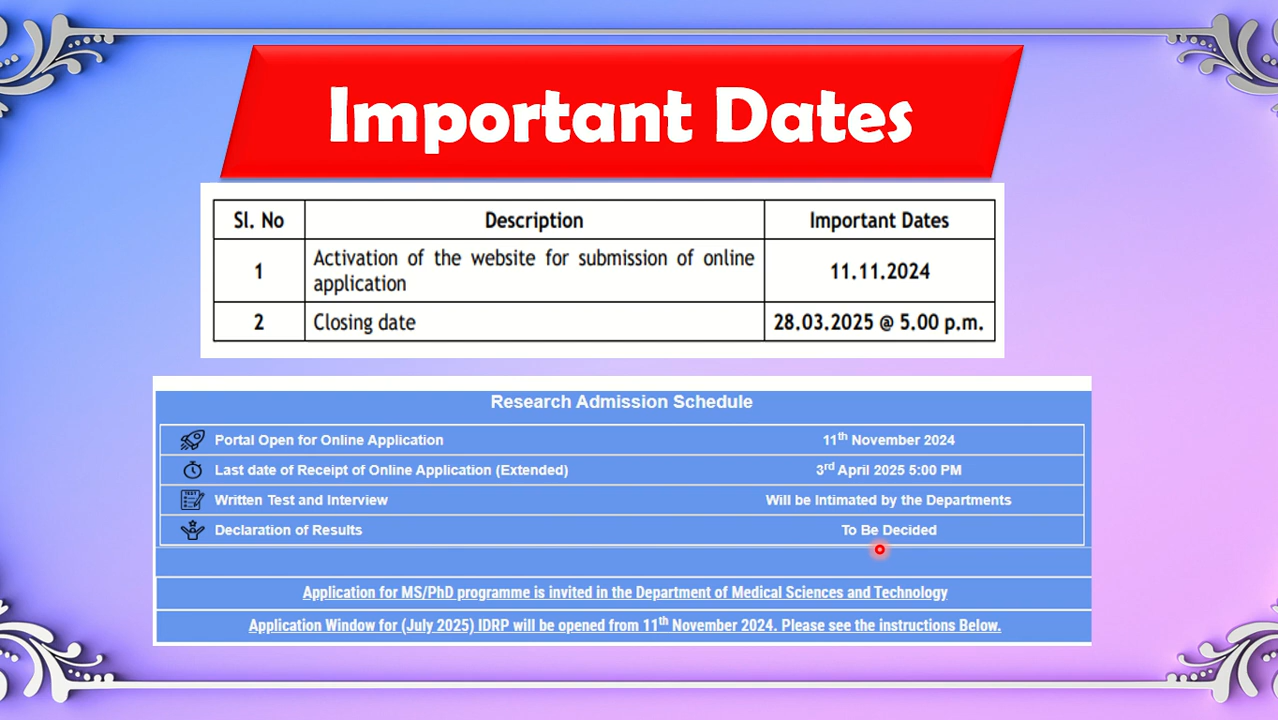 Important Dates
Sl. No Description Important Dates
1 Activation of the website for submission of online application 11.11.2024
2 Closing date 28.03.2025 @ 5.00 p.m.
Research Admission Schedule
Portal Open for Online Application 11th November 2024
Last date of Receipt of Online Application (Extended) 3rd April 2025 5:00 PM
Written Test and Interview Will be Intimated by the Departments
Declaration of Results To Be Decided
Application for MS/PhD programme is invited in the Department of Medical Sciences and Technology
Application Window for (July 2025) IDRP will be opened from 11th November 2024. Please see the instructions Below.